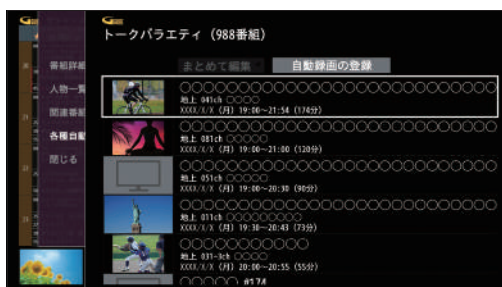 トークバラエティ (988番組)
まとめて編集
自動録画の登録
番組詳細
人物一覧
関連番組
各種自動
閉じる
〇〇〇〇〇〇〇〇〇〇〇〇〇〇〇〇〇〇〇〇〇〇〇〇
地上 041ch 〇〇〇〇
XXXX/X/X (月) 19:00~21:54 (174分)
〇〇〇〇〇〇〇〇〇〇〇〇〇〇〇〇〇〇〇〇〇〇〇〇
地上 081ch 〇〇〇〇
XXXX/X/X (月) 19:00~21:00 (120分)
〇〇〇〇〇〇〇〇〇〇〇〇〇〇〇〇〇〇〇〇〇〇〇〇
地上 051ch 〇〇〇〇〇
XXXX/X/X (月) 19:00~20:30 (90分)
〇〇〇〇〇〇〇〇〇〇〇〇〇〇〇〇〇〇〇〇〇〇〇〇
地上 011ch 〇〇〇〇〇〇〇〇〇
XXXX/X/X (月) 19:30~20:43 (73分)
〇〇〇〇〇〇〇〇〇〇〇
地上 031-3ch 〇〇〇〇
XXXX/X/X (月) 20:00~20:55 (55分)
〇〇〇〇〇 #174